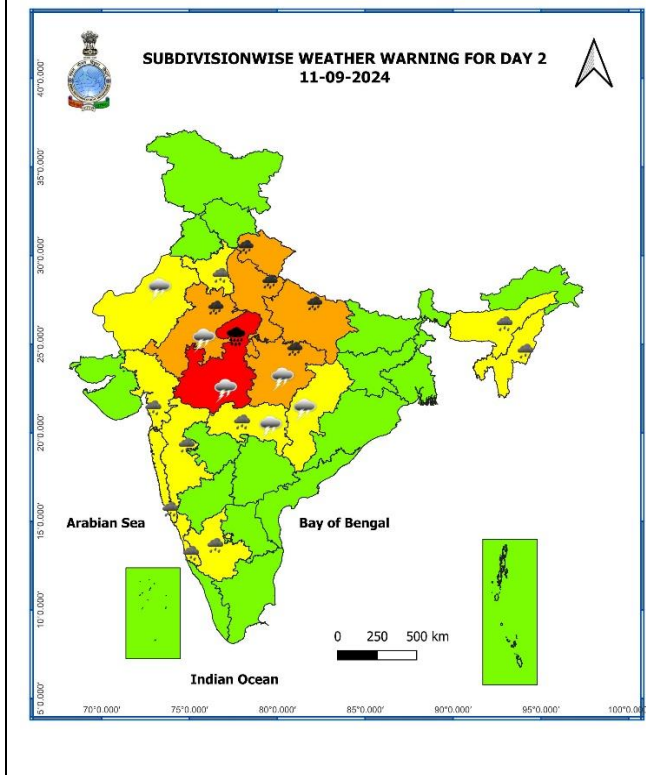 SUBDIVISIONWISE WEATHER WARNING FOR DAY 2
11-09-2024
40°0.000'
35°0.000'
30°0.000'
25°0.000'
20°0.000'
15°0.000'
10°0.000'
5°0.000'
Arabian Sea
Bay of Bengal
0 250 500 km
Indian Ocean
70°0.000' 75°0.000' 80°0.000' 85°0.000' 90°0.000' 95°0.000' 100°0.00